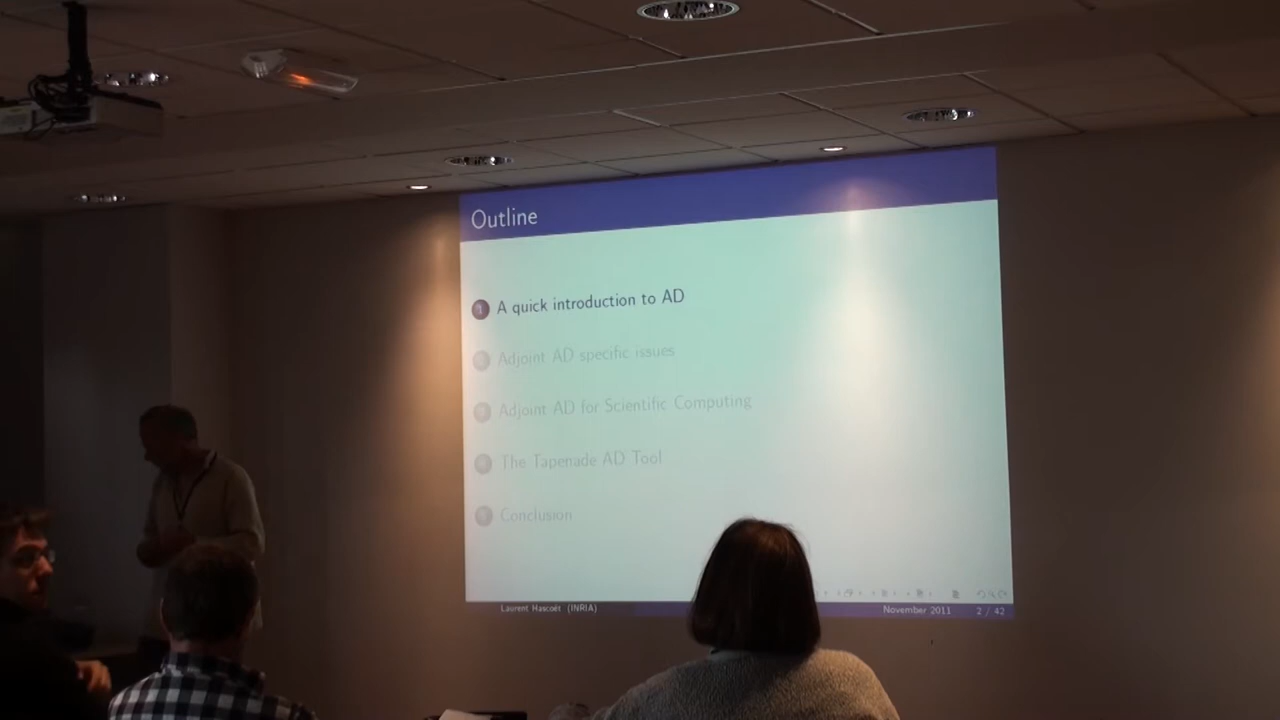 Outline
1 A quick introduction to AD
2 Adjoint AD specific issues
3 Adjoint AD for Scientific Computing
4 The Tapenade AD Tool
5 Conclusion
Laurent Hascoët (INRIA) November 2011 2 / 42